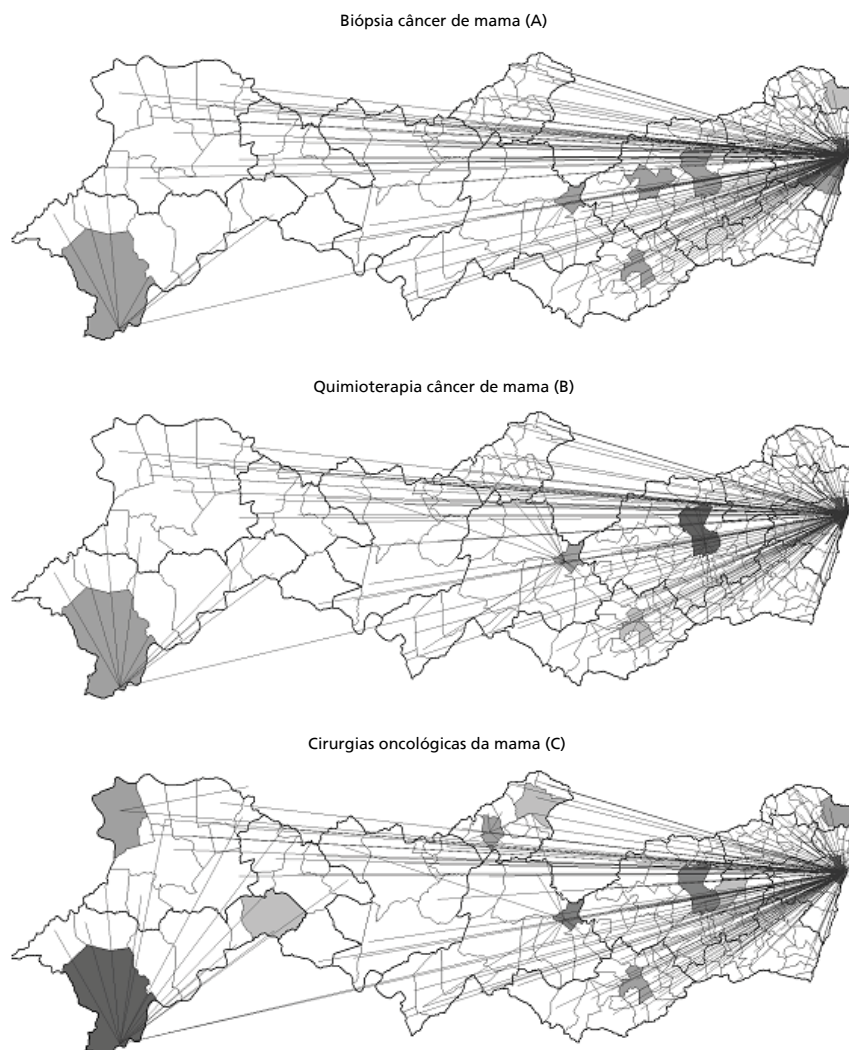 Biópsia câncer de mama (A)
Quimioterapia câncer de mama (B)
Cirurgias oncológicas da mama (C)